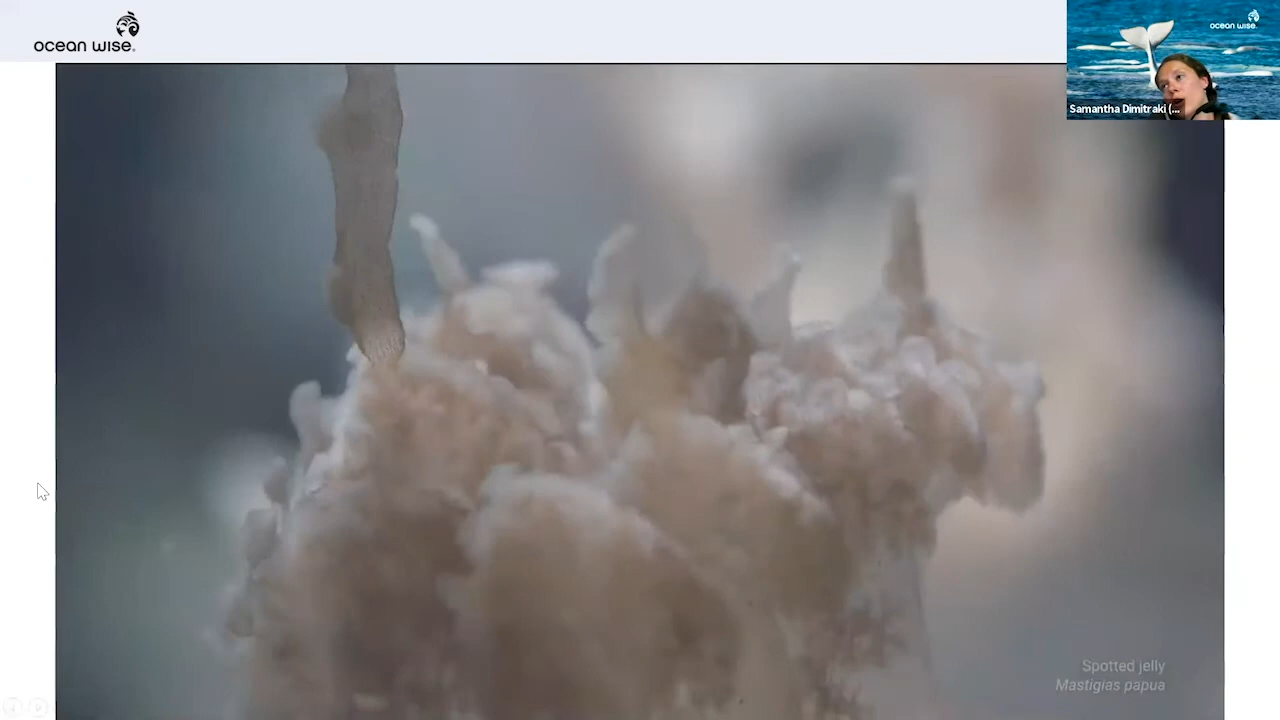 ocean wise
ocean wise
Samantha Dimitraki (...
Spotted jelly
Mastigias papua